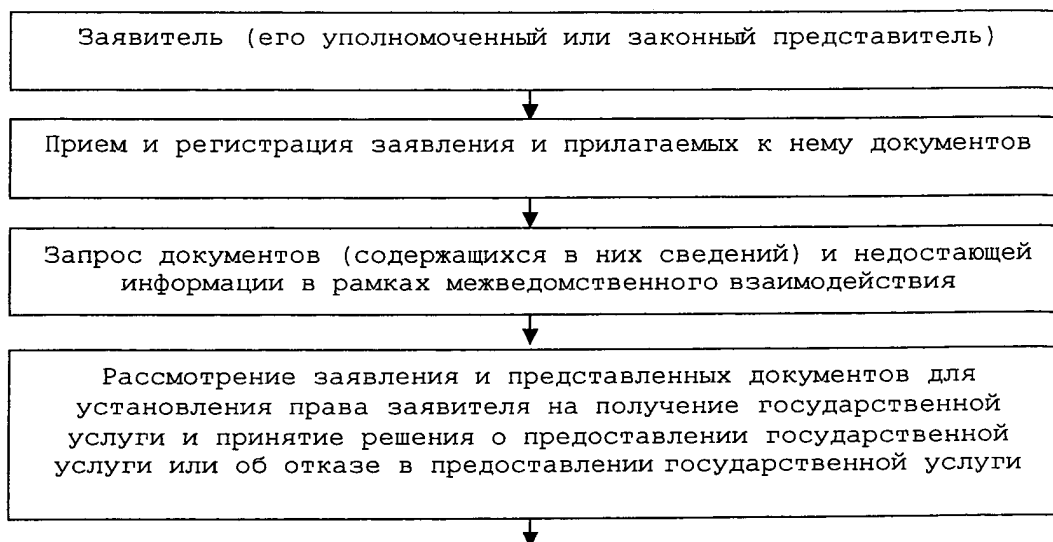 Заявитель (его уполномоченный или законный представитель)
Прием и регистрация заявления и прилагаемых к нему документов
Запрос документов (содержащихся в них сведений) и недостающей
информации в рамках межведомственного взаимодействия
Рассмотрение заявления и представленных документов для
установления права заявителя на получение государственной
услуги и принятие решения о предоставлении государственной
услуги или об отказе в предоставлении государственной услуги